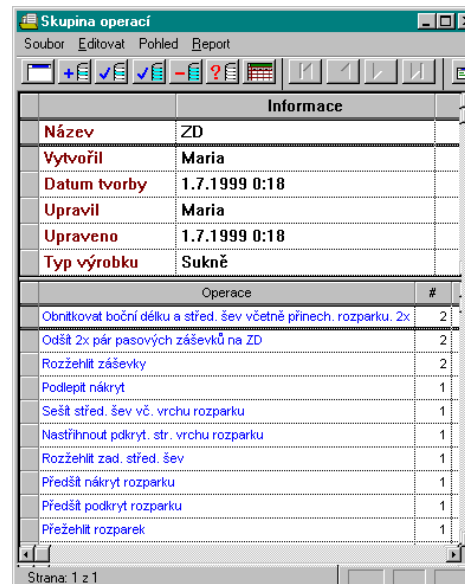 Skupina operací
Soubor Editovat Pohled Report
Informace
Název ZD
Vytvořil Maria
Datum tvorby 1.7.1999 0:18
Upravil Maria
Upraveno 1.7.1999 0:18
Typ výrobku Sukně
Operace #
Obnitkovat boční délku a střed. šev včetně přinech. rozparku. 2x 2
Odšít 2x pár pasových záševků na ZD 2
Rozžehlit záševky 2
Podlepit nákryt 1
Sešít střed. šev vč. vrchu rozparku 1
Nastřihnout pdkryt. str. vrchu rozparku 1
Rozžehlit zad. střed. šev 1
Předšít nákryt rozparku 1
Předšít podkryt rozparku 1
Přežehlit rozparek 1
Strana: 1 z 1